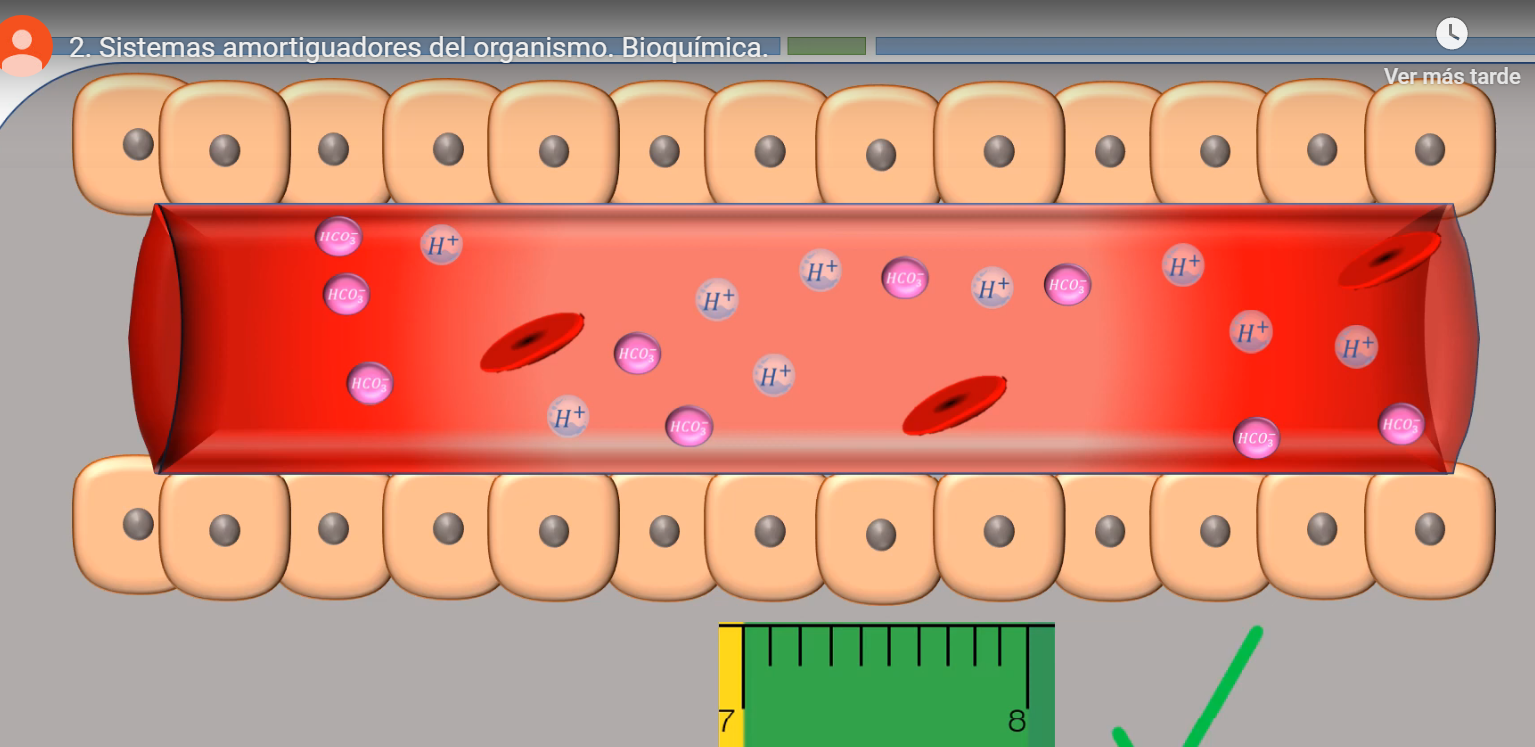 2. Sistemas amortiguadores del organismo. Bioquímica.
Ver más tarde
HCO₃⁻
H⁺
H⁺
H⁺
HCO₃⁻
H⁺
HCO₃⁻
H⁺
HCO₃⁻
H⁺
H⁺
H⁺
HCO₃⁻
HCO₃⁻
H⁺
H⁺
HCO₃⁻
HCO₃⁻
HCO₃⁻
HCO₃⁻
7 8